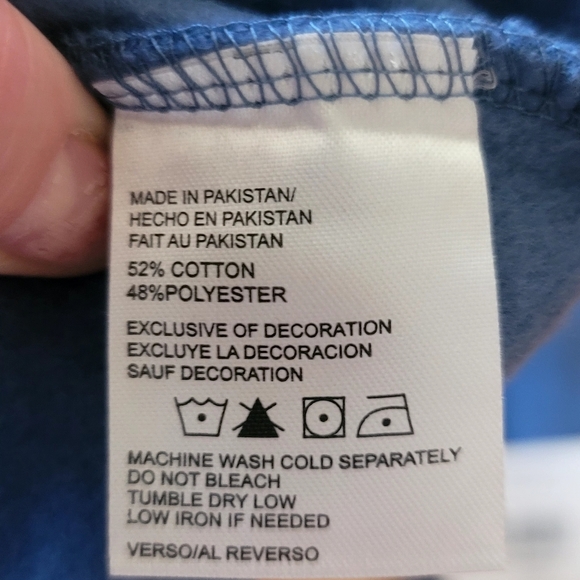 MADE IN PAKISTAN/
HECHO EN PAKISTAN
FAIT AU PAKISTAN
52% COTTON
48%POLYESTER
EXCLUSIVE OF DECORATION
EXCLUYE LA DECORACION
SAUF DECORATION
MACHINE WASH COLD SEPARATELY
DO NOT BLEACH
TUMBLE DRY LOW
LOW IRON IF NEEDED
VERSO/AL REVERSO